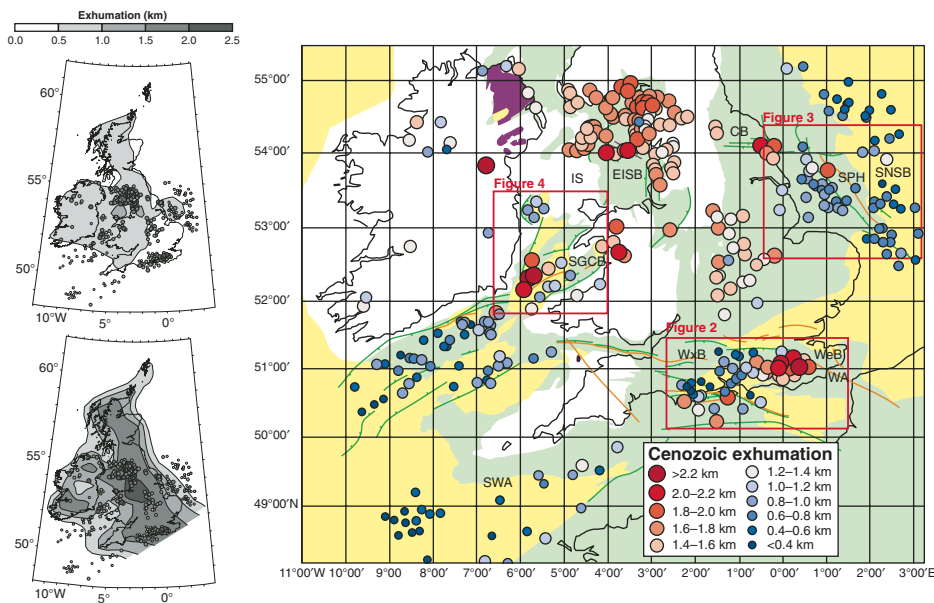 Exhumation (km)
0.0 0.5 1.0 1.5 2.0 2.5
60°
55°
50°
10°W 5° 0°
60°
55°
50°
10°W 5° 0°
55°00'
54°00'
53°00'
52°00'
51°00'
50°00'
49°00'N
11°00'W 10°00' 9°00' 8°00' 7°00' 6°00' 5°00' 4°00' 3°00' 2°00' 1°00' 0°00' 1°00' 2°00' 3°00'E
Figure 3
CB
SPH
SNSB
IS
EISB
Figure 4
SGCB
Figure 2
WxB
WeB
WA
SWA
Cenozoic exhumation
>2.2 km
2.0–2.2 km
1.8–2.0 km
1.6–1.8 km
1.4–1.6 km
1.2–1.4 km
1.0–1.2 km
0.8–1.0 km
0.6–0.8 km
0.4–0.6 km
<0.4 km